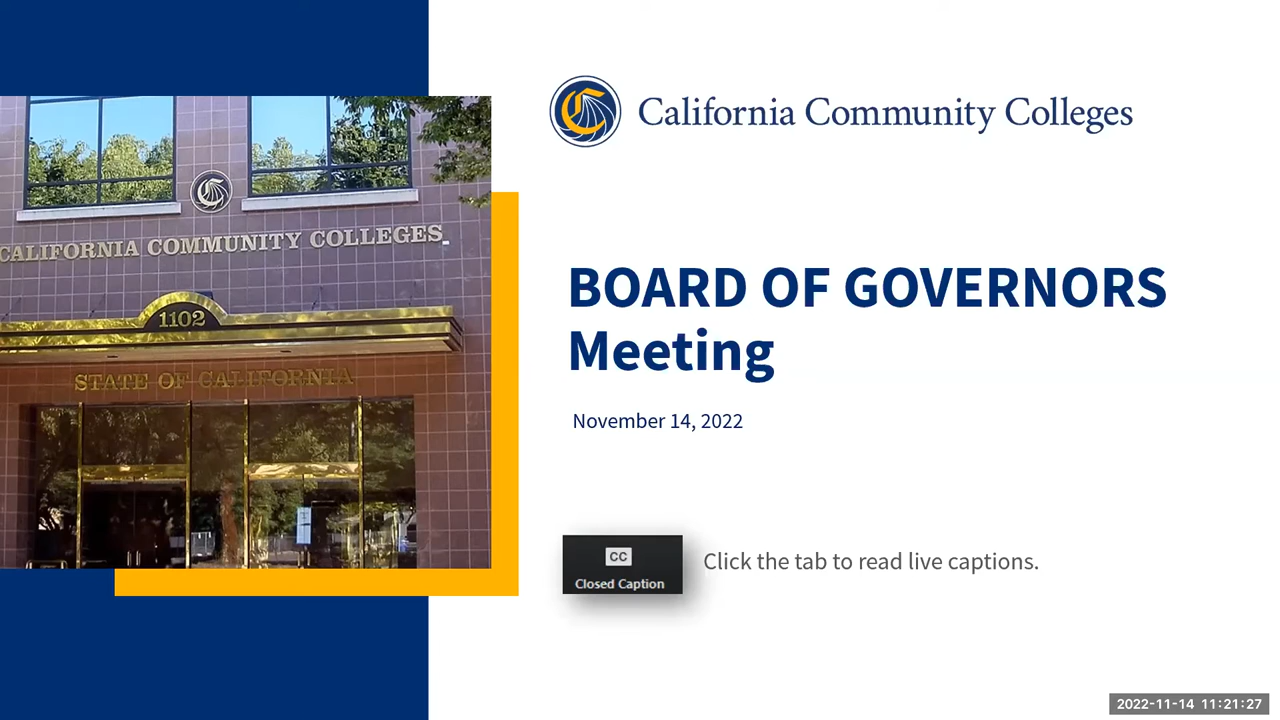 California Community Colleges
CALIFORNIA COMMUNITY COLLEGES
1102
STATE OF CALIFORNIA
BOARD OF GOVERNORS
Meeting
November 14, 2022
CC
Closed Caption
Click the tab to read live captions.
2022-11-14 11:21:27